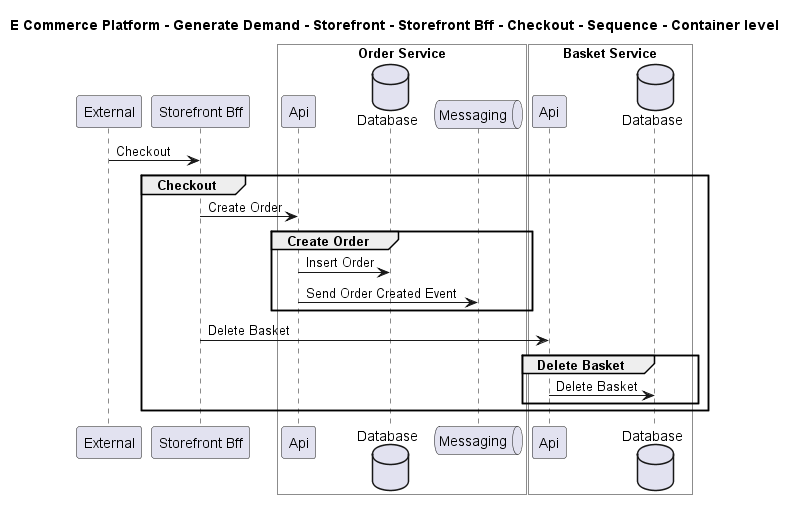 E Commerce Platform - Generate Demand - Storefront - Storefront Bff - Checkout - Sequence - Container level
Order Service
Basket Service
External
Storefront Bff
Api
Database
Messaging
Api
Database
Checkout
Checkout
Create Order
Create Order
Insert Order
Send Order Created Event
Delete Basket
Delete Basket
Delete Basket
External
Storefront Bff
Api
Database
Messaging
Api
Database